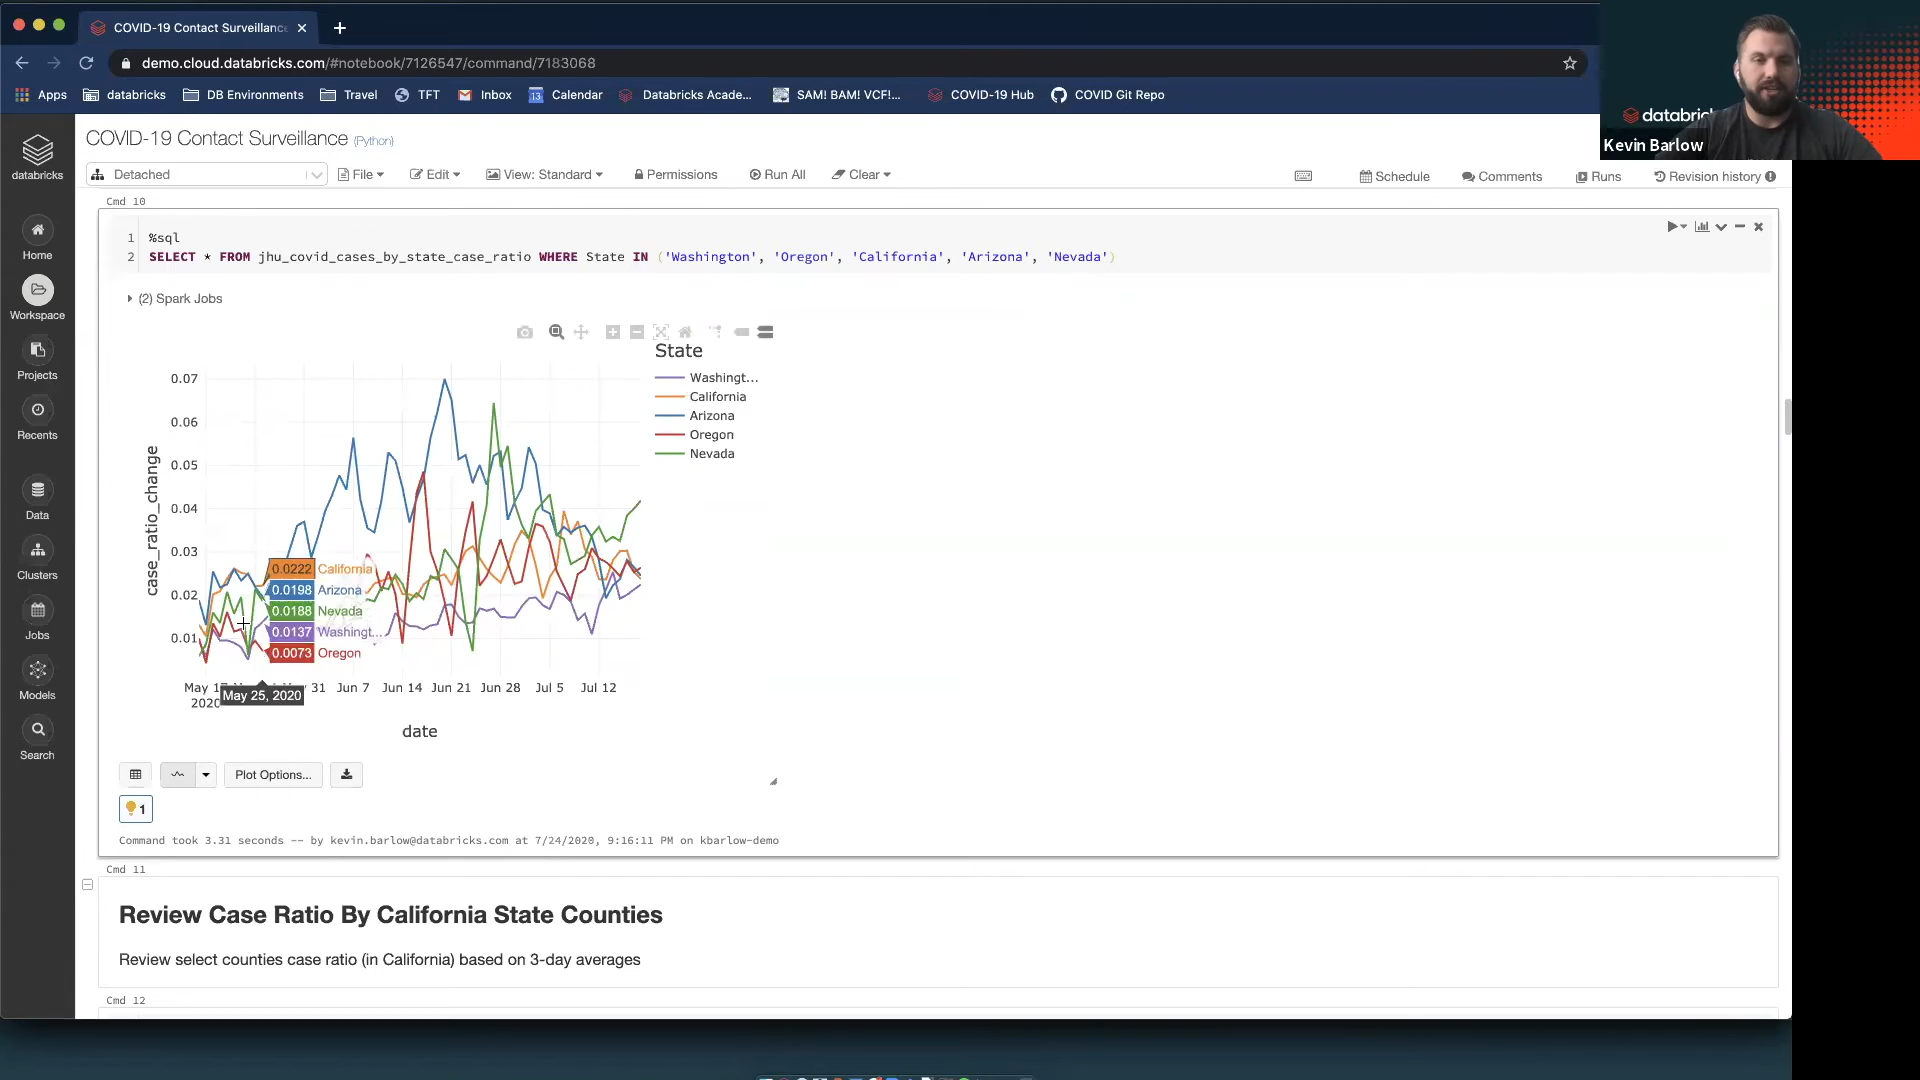 COVID-19 Contact Surveillance
demo.cloud.databricks.com/#notebook/7126547/command/7183068
Apps databricks DB Environments Travel TFT Inbox Calendar Databricks Acade... SAM! BAM! VCF!... COVID-19 Hub COVID Git Repo
databric
Kevin Barlow
COVID-19 Contact Surveillance (Python)
databricks
Detached File Edit View: Standard Permissions Run All Clear Schedule Comments Runs Revision history
Home
Workspace
Projects
Recents
Data
Clusters
Jobs
Models
Search
Cmd 10
1 %sql
2 SELECT * FROM jhu_covid_cases_by_state_case_ratio WHERE State IN ('Washington', 'Oregon', 'California', 'Arizona', 'Nevada')
(2) Spark Jobs
State
Washingt...
California
Arizona
Oregon
Nevada
case_ratio_change
0.07
0.06
0.05
0.04
0.03
0.02
0.01
0.0222 California
0.0198 Arizona
0.0188 Nevada
0.0137 Washingt...
0.0073 Oregon
May 1 31 Jun 7 Jun 14 Jun 21 Jun 28 Jul 5 Jul 12
2020
May 25, 2020
date
Plot Options...
1
Command took 3.31 seconds -- by kevin.barlow@databricks.com at 7/24/2020, 9:16:11 PM on kbarlow-demo
Cmd 11
Review Case Ratio By California State Counties
Review select counties case ratio (in California) based on 3-day averages
Cmd 12